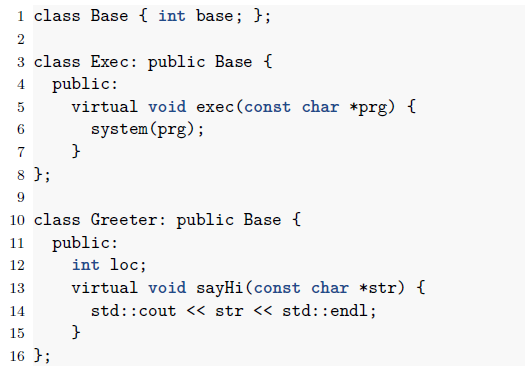 1 class Base { int base; };
2
3 class Exec: public Base {
4   public:
5     virtual void exec(const char *prg) {
6       system(prg);
7     }
8 };
9
10 class Greeter: public Base {
11   public:
12     int loc;
13     virtual void sayHi(const char *str) {
14       std::cout << str << std::endl;
15     }
16 };